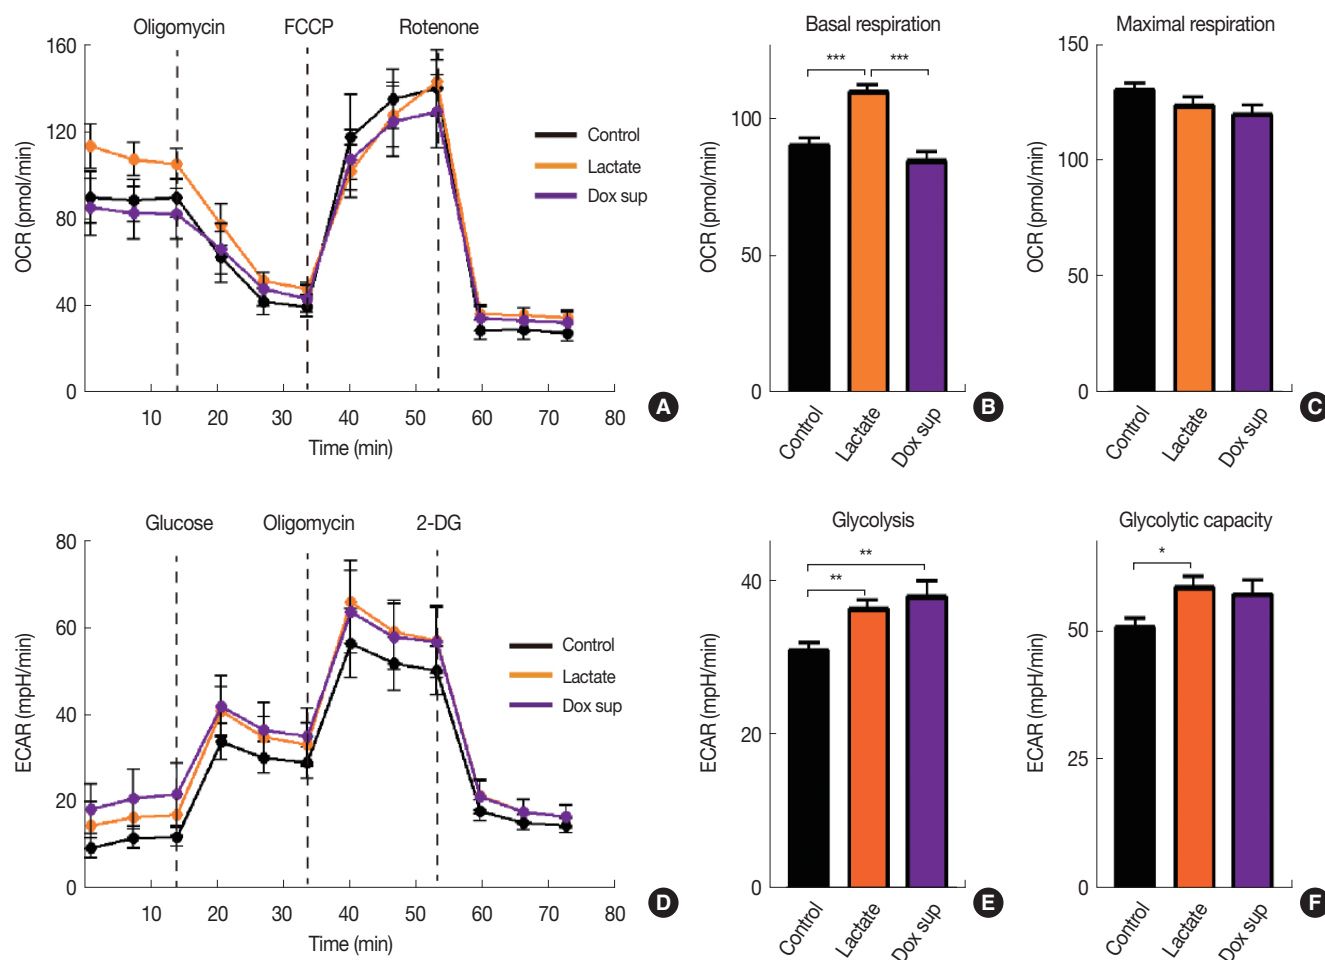 Oligomycin FCCP Rotenone
160
120
80
40
0
OCR (pmol/min)
Control
Lactate
Dox sup
10 20 30 40 50 60 70 80
Time (min)
A
Basal respiration
*** ***
100
50
0
OCR (pmol/min)
Control Lactate Dox sup
B
Maximal respiration
150
100
50
0
OCR (pmol/min)
Control Lactate Dox sup
C
Glucose Oligomycin 2-DG
80
60
40
20
0
ECAR (mpH/min)
Control
Lactate
Dox sup
10 20 30 40 50 60 70 80
Time (min)
D
Glycolysis
**
**
40
20
0
ECAR (mpH/min)
Control Lactate Dox sup
E
Glycolytic capacity
*
50
25
0
ECAR (mpH/min)
Control Lactate Dox sup
F